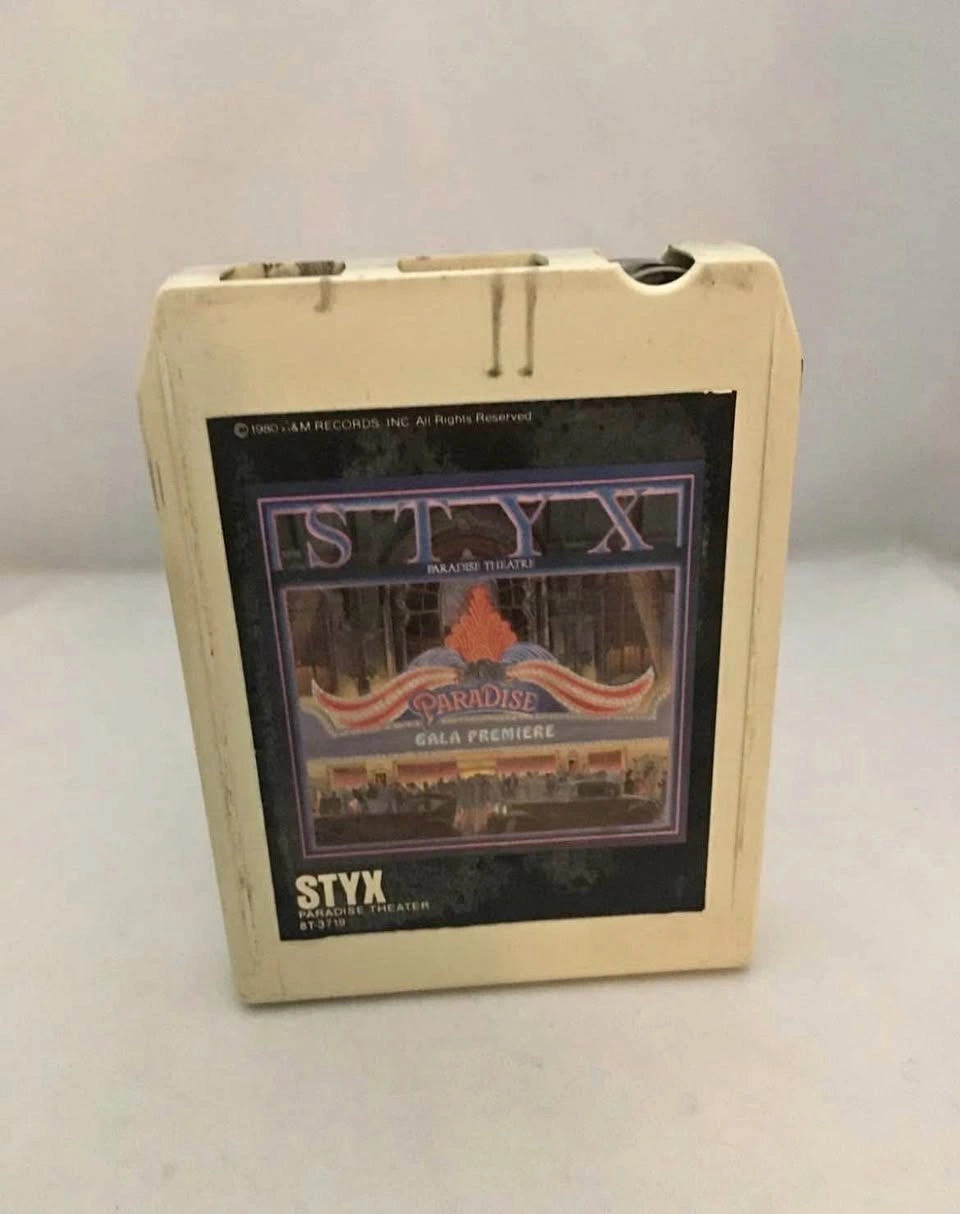 © 1980 A&M RECORDS, INC. All Rights Reserved
STYX
PARADISE THEATRE
PARADISE
GALA PREMIERE
STYX
PARADISE THEATER
8T-3719